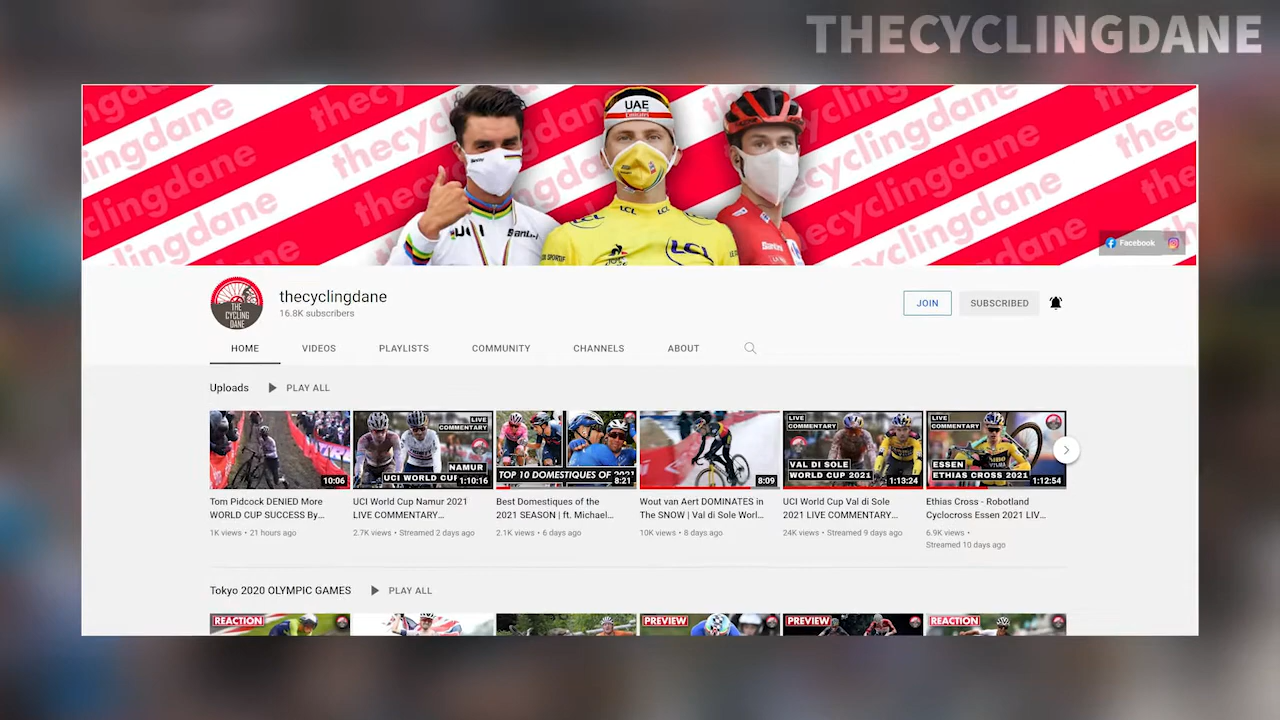 THECYCLINGDANE
thecyclingdane
UAE
Emirates
LCL
LCL
LCL
LCL
Santini
Facebook
THE
CYCLING
DANE
thecyclingdane
16.8K subscribers
JOIN
SUBSCRIBED
HOME
VIDEOS
PLAYLISTS
COMMUNITY
CHANNELS
ABOUT
Uploads
PLAY ALL
10:06
LIVE
COMMENTARY
NAMUR
UCI WORLD CUP
1:10:16
TOP 10 DOMESTIQUES OF 2021
8:21
8:09
LIVE
COMMENTARY
VAL DI SOLE
WORLD CUP 2021
1:13:24
LIVE
COMMENTARY
ESSEN
ETHIAS CROSS 2021
1:12:54
Tom Pidcock DENIED More
WORLD CUP SUCCESS By...
1K views • 21 hours ago
UCI World Cup Namur 2021
LIVE COMMENTARY...
2.7K views • Streamed 2 days ago
Best Domestiques of the
2021 SEASON | ft. Michael...
2.1K views • 6 days ago
Wout van Aert DOMINATES in
The SNOW | Val di Sole Worl...
10K views • 8 days ago
UCI World Cup Val di Sole
2021 LIVE COMMENTARY...
24K views • Streamed 9 days ago
Ethias Cross - Robotland
Cyclocross Essen 2021 LIV...
6.9K views •
Streamed 10 days ago
Tokyo 2020 OLYMPIC GAMES
PLAY ALL
REACTION
PREVIEW
PREVIEW
REACTION